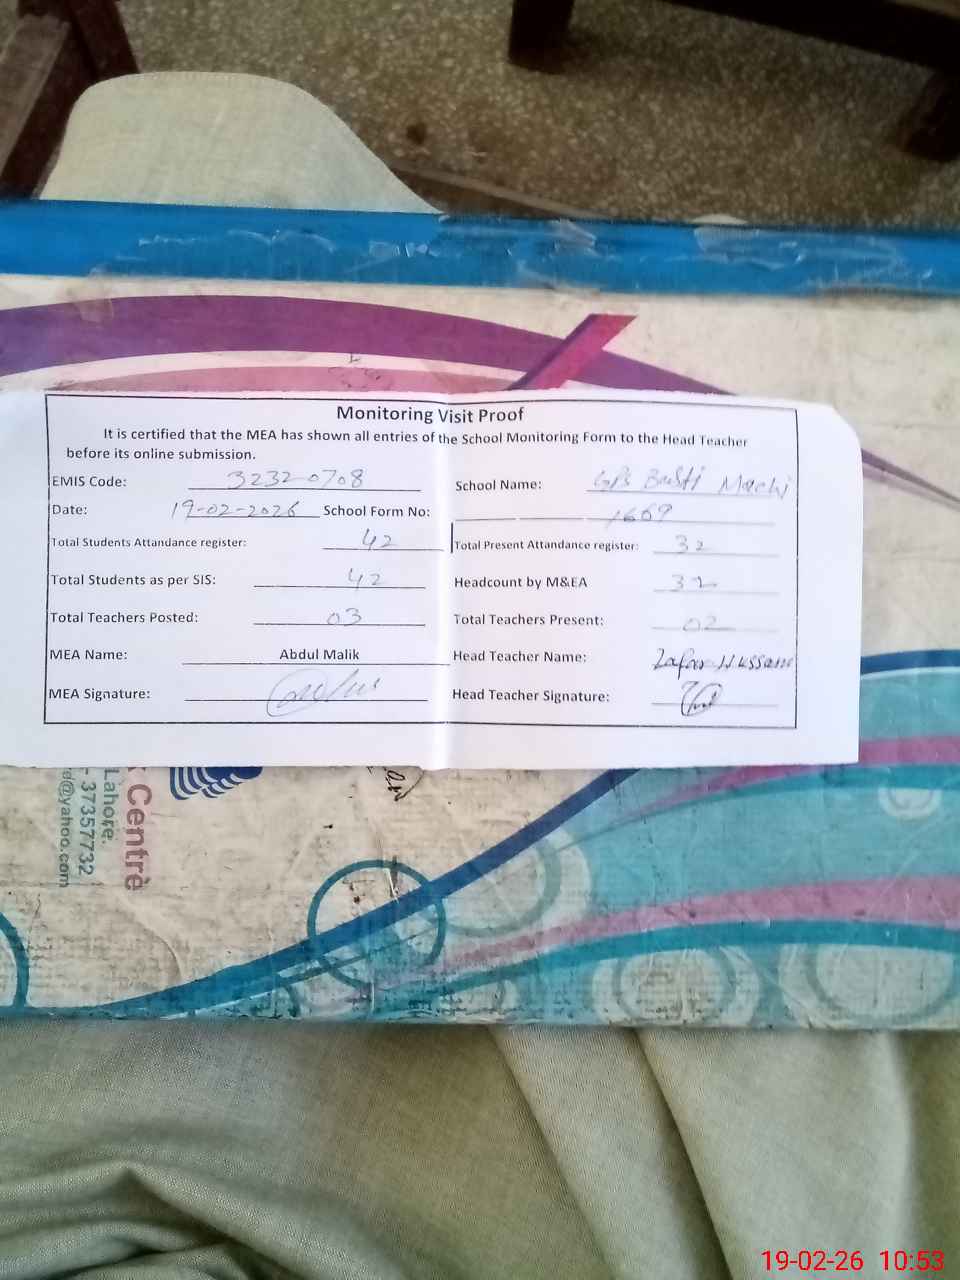 Monitoring Visit Proof
It is certified that the MEA has shown all entries of the School Monitoring Form to the Head Teacher
before its online submission.
EMIS Code: 32320708 School Name: GPS Basti Machi
Date: 19-02-2026 School Form No: 1669
Total Students Attandance register: 42 Total Present Attandance register: 32
Total Students as per SIS: 42 Headcount by M&EA 32
Total Teachers Posted: 03 Total Teachers Present: 02
MEA Name: Abdul Malik Head Teacher Name: Zafar Hussain
MEA Signature: Head Teacher Signature:
Centre
Lahore.
37357732
@yahoo.com
19-02-26 10:53